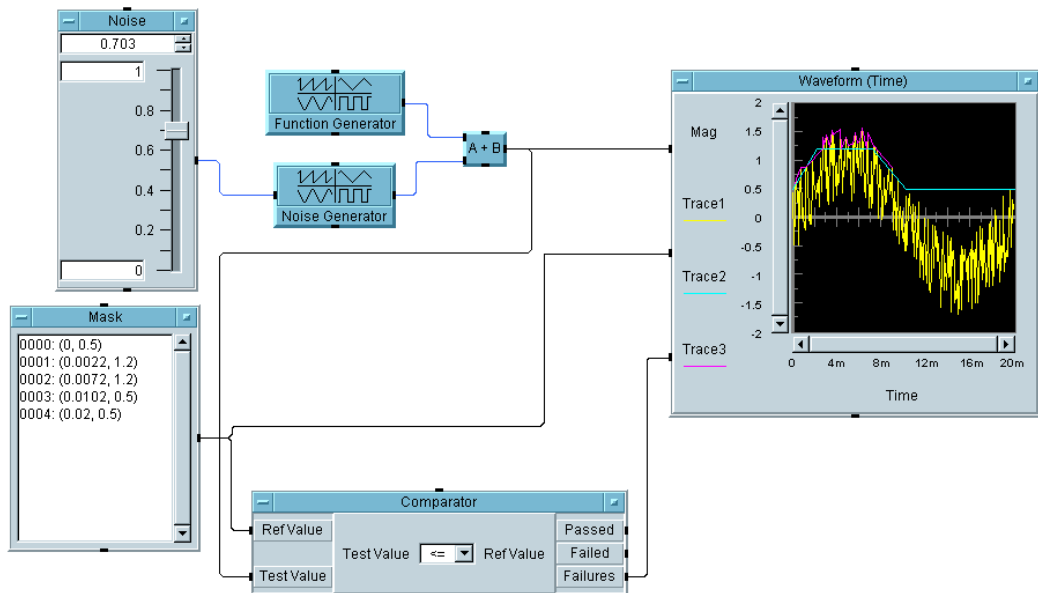 Noise
0.703
1
0.8
0.6
0.4
0.2
0
Function Generator
Noise Generator
A + B
Waveform (Time)
Mag
Trace1
Trace2
Trace3
2
1.5
1
0.5
0
-0.5
-1
-1.5
-2
0 4m 8m 12m 16m 20m
Time
Mask
0000: (0, 0.5)
0001: (0.0022, 1.2)
0002: (0.0072, 1.2)
0003: (0.0102, 0.5)
0004: (0.02, 0.5)
Comparator
Ref Value
Test Value
Test Value <= Ref Value
Passed
Failed
Failures